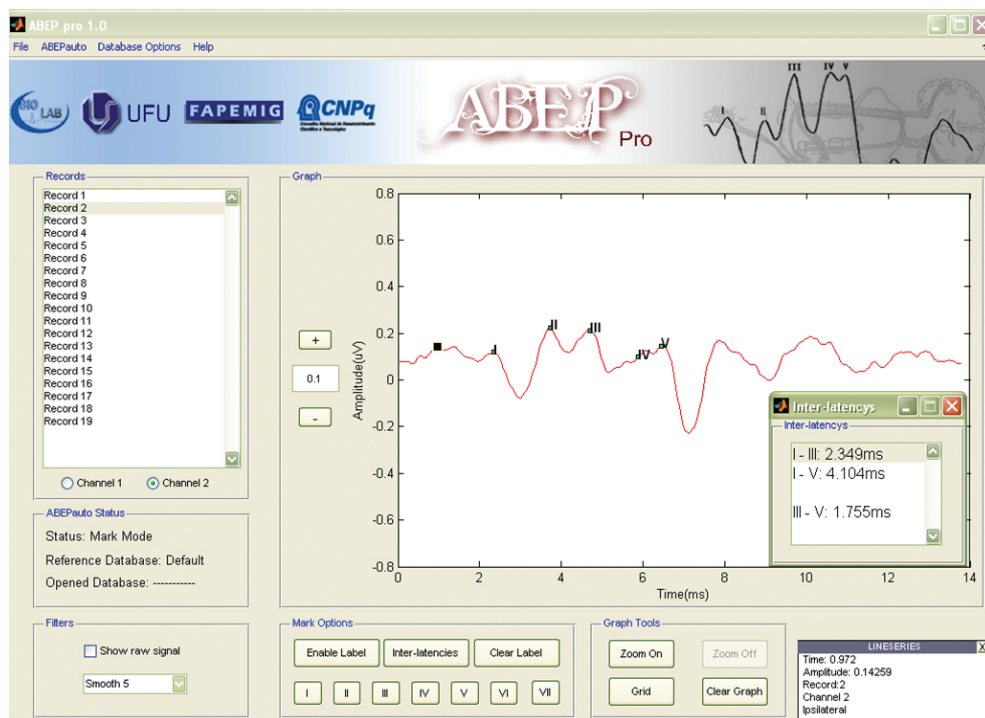 ABEP pro 1.0
File ABEPauto Database Options Help
BIO LAB
UFU
FAPEMIG
CNPq
Conselho Nacional de Desenvolvimento
Científico e Tecnológico
ABEP
Pro
I II III IV V
Records
Record 1
Record 2
Record 3
Record 4
Record 5
Record 6
Record 7
Record 8
Record 9
Record 10
Record 11
Record 12
Record 13
Record 14
Record 15
Record 16
Record 17
Record 18
Record 19
Channel 1 Channel 2
ABEPauto Status
Status: Mark Mode
Reference Database: Default
Opened Database: -----------
Filters
Show raw signal
Smooth 5
Graph
+
0.1
-
Amplitude(uV)
0.8
0.6
0.4
0.2
0
-0.2
-0.4
-0.6
-0.8
I II III IV V
0 2 4 6 8 10 12 14
Time(ms)
Inter-latencys
Inter-latencys
I - III: 2.349ms
I - V: 4.104ms
III - V: 1.755ms
Mark Options
Enable Label Inter-latencies Clear Label
I II III IV V VI VII
Graph Tools
Zoom On Zoom Off
Grid Clear Graph
LINESERIES X
Time: 0.972
Amplitude: 0.14259
Record:2
Channel 2
Ipsilateral